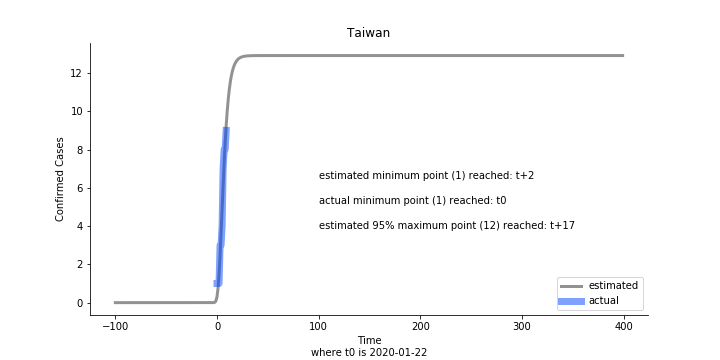 Taiwan
Confirmed Cases
12
10
8
6
4
2
0
estimated minimum point (1) reached: t+2
actual minimum point (1) reached: t0
estimated 95% maximum point (12) reached: t+17
estimated
actual
−100
0
100
200
300
400
Time
where t0 is 2020-01-22